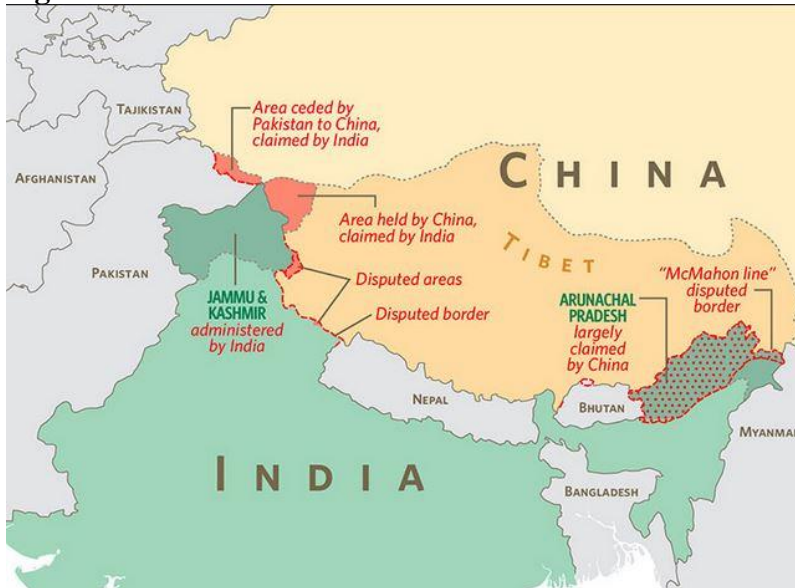 TAJIKISTAN
Area ceded by
Pakistan to China,
claimed by India
CHINA
AFGHANISTAN
Area held by China,
claimed by India
TIBET
PAKISTAN
Disputed areas
"McMahon line"
disputed
border
JAMMU &
KASHMIR
administered
by India
Disputed border
ARUNACHAL
PRADESH
largely
claimed
by China
NEPAL
BHUTAN
MYANMAR
INDIA
BANGLADESH